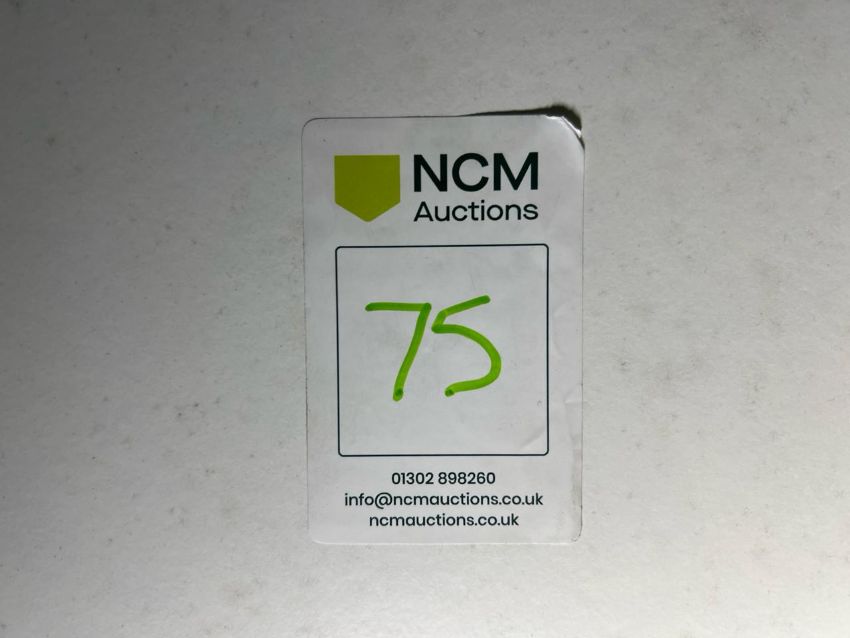 NCM
Auctions
75
01302 898260
info@ncmauctions.co.uk
ncmauctions.co.uk